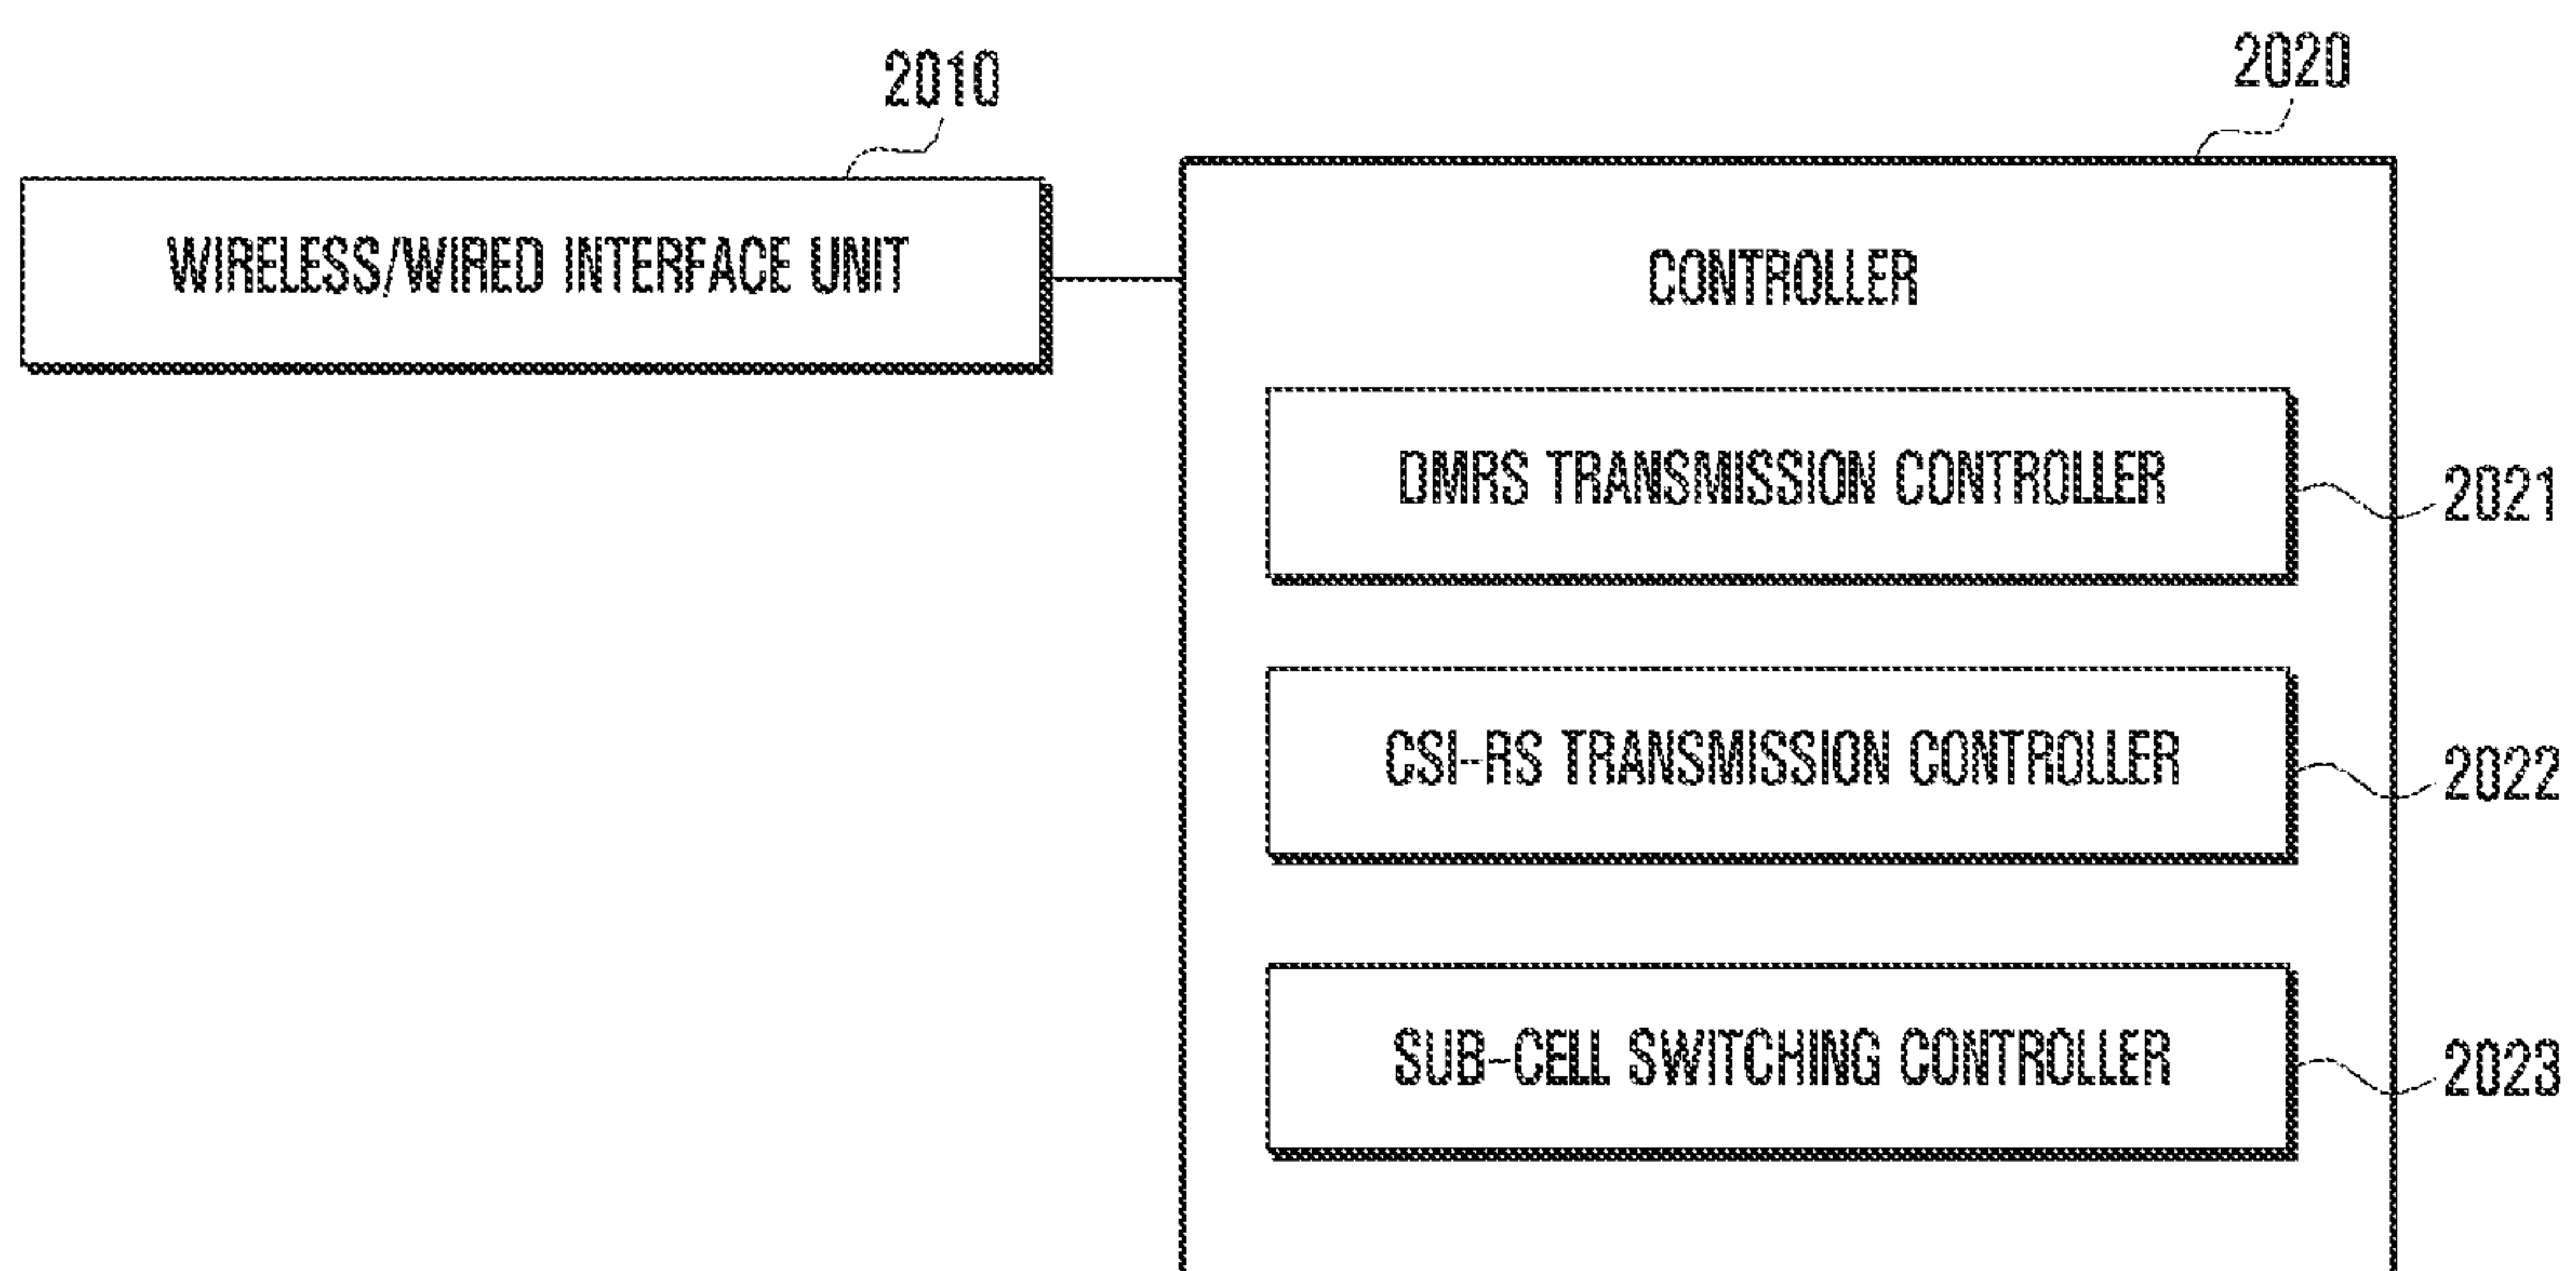 2010
2020
WIRELESS/WIRED INTERFACE UNIT
CONTROLLER
DMRS TRANSMISSION CONTROLLER
2021
CSI-RS TRANSMISSION CONTROLLER
2022
SUB-CELL SWITCHING CONTROLLER
2023